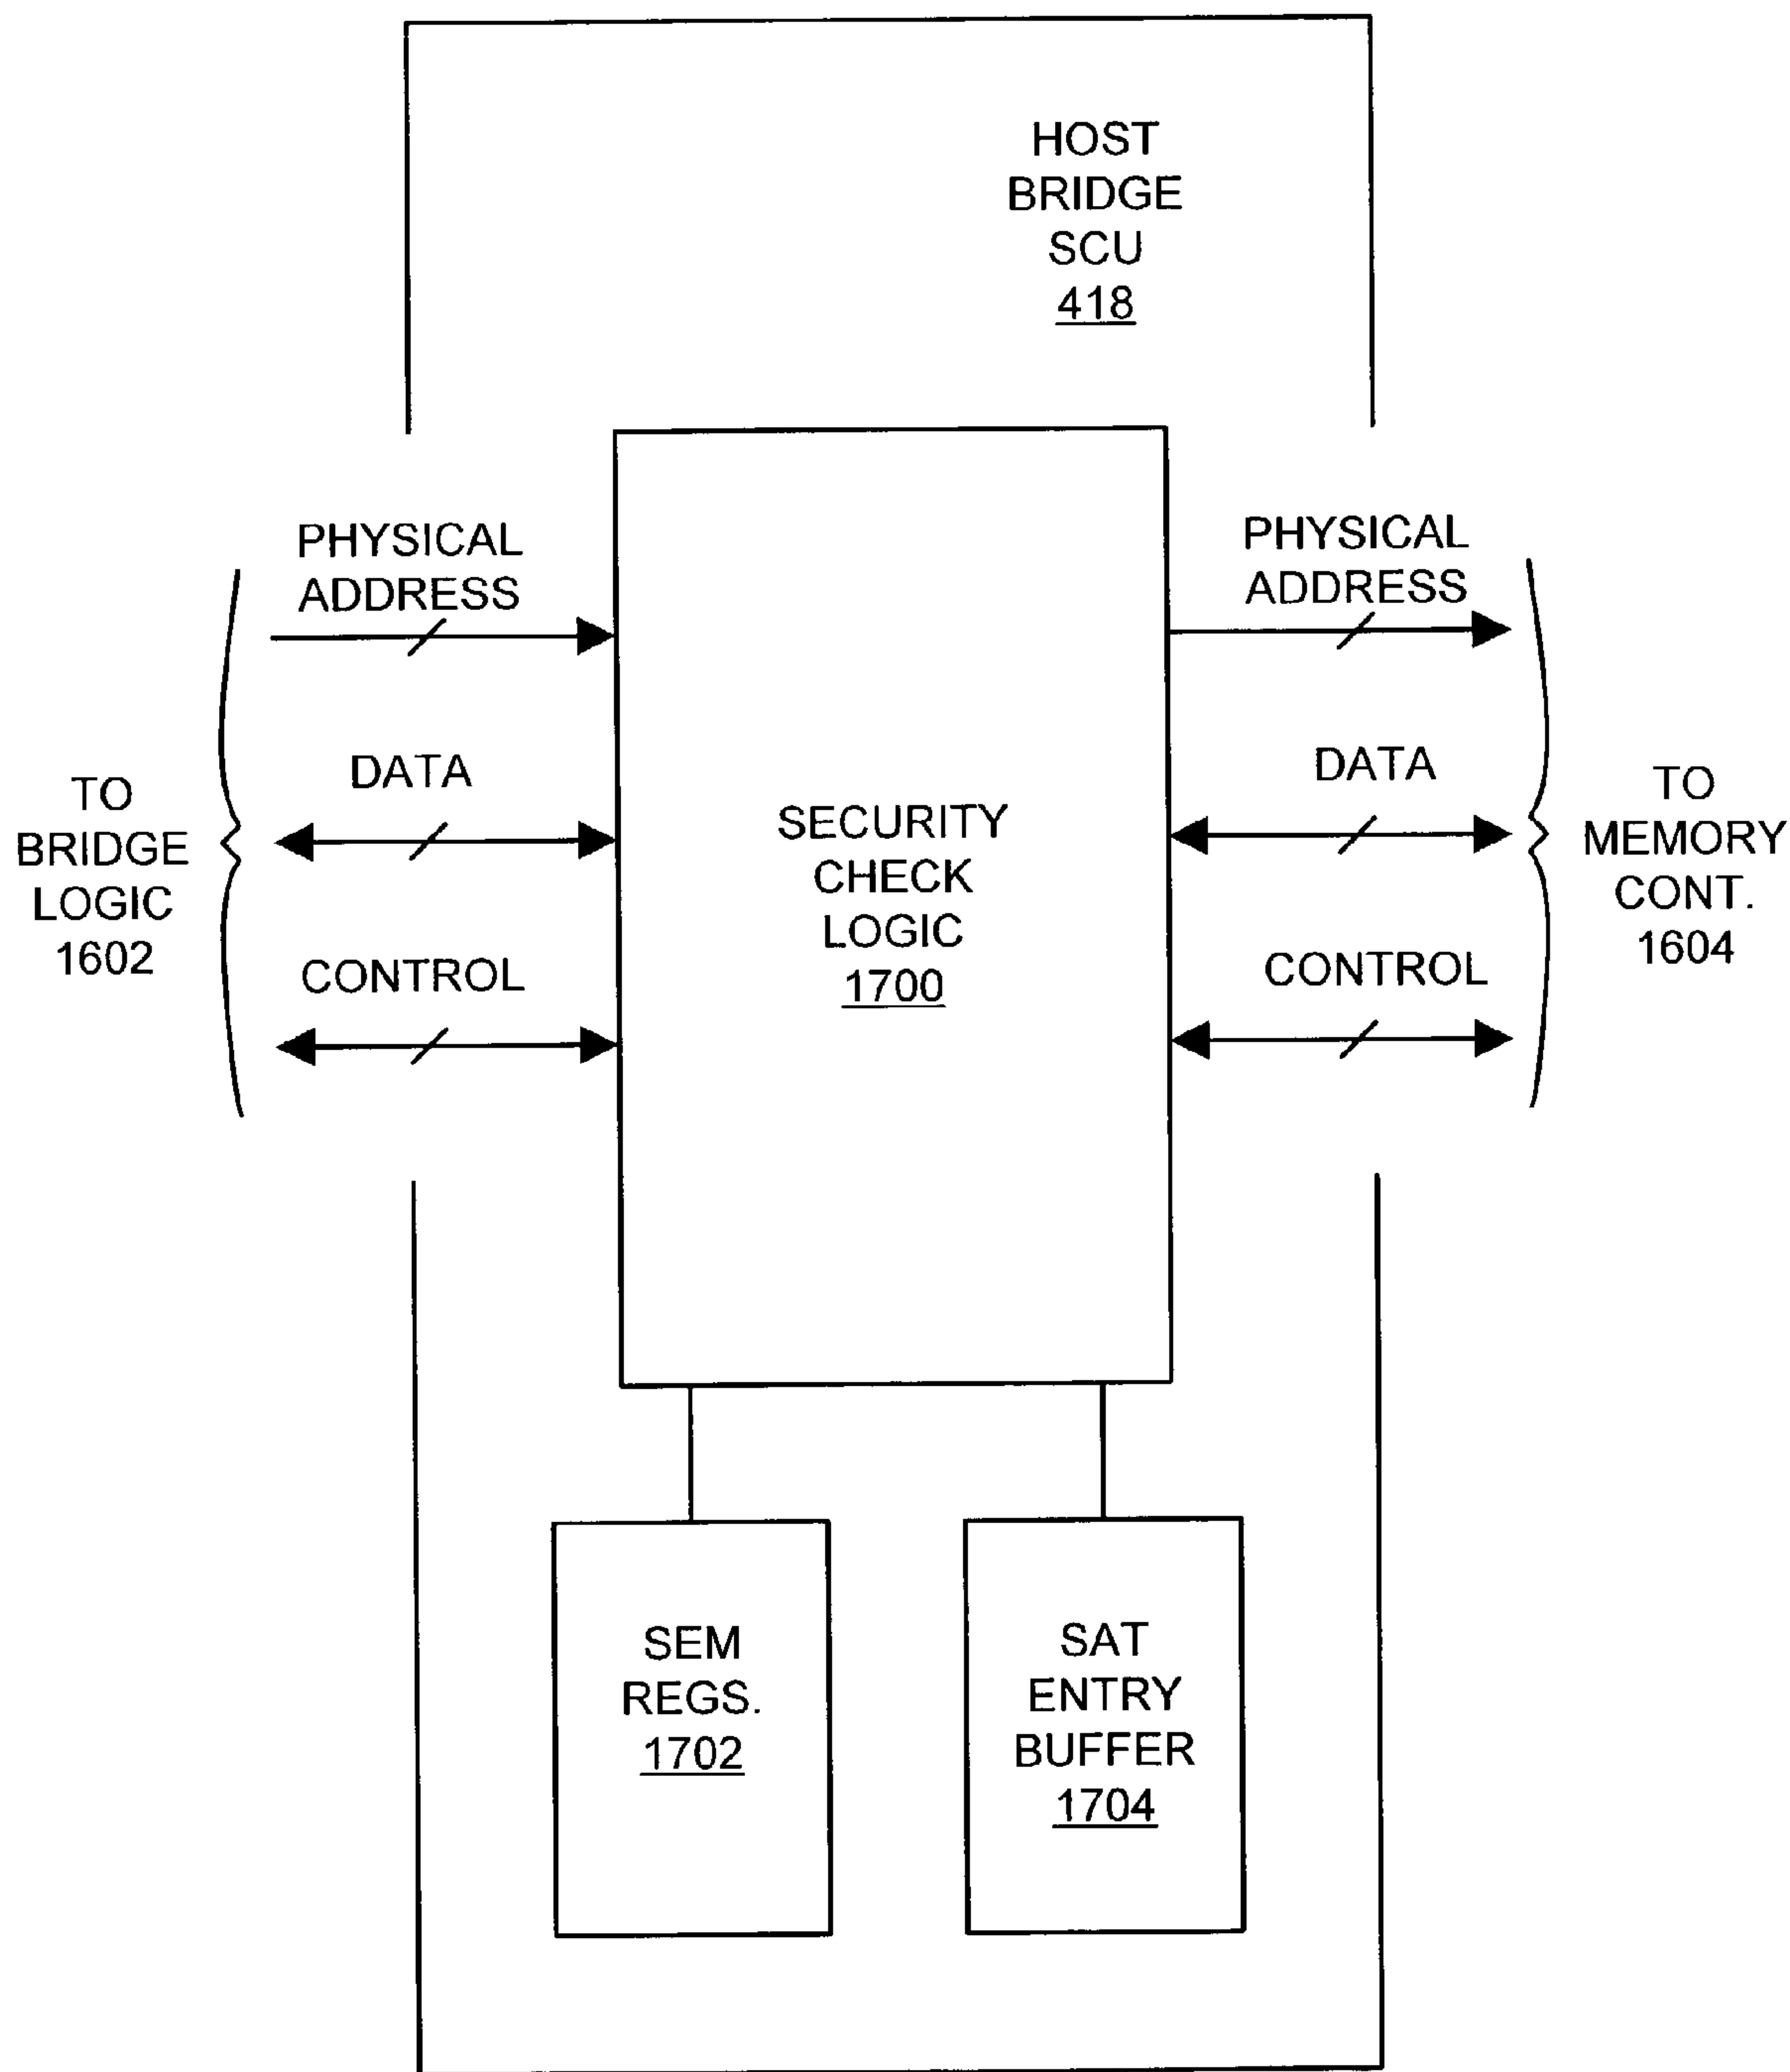 HOST
BRIDGE
SCU
418
PHYSICAL
ADDRESS
DATA
CONTROL
TO
BRIDGE
LOGIC
1602
SECURITY
CHECK
LOGIC
1700
PHYSICAL
ADDRESS
DATA
CONTROL
TO
MEMORY
CONT.
1604
SEM
REGS.
1702
SAT
ENTRY
BUFFER
1704